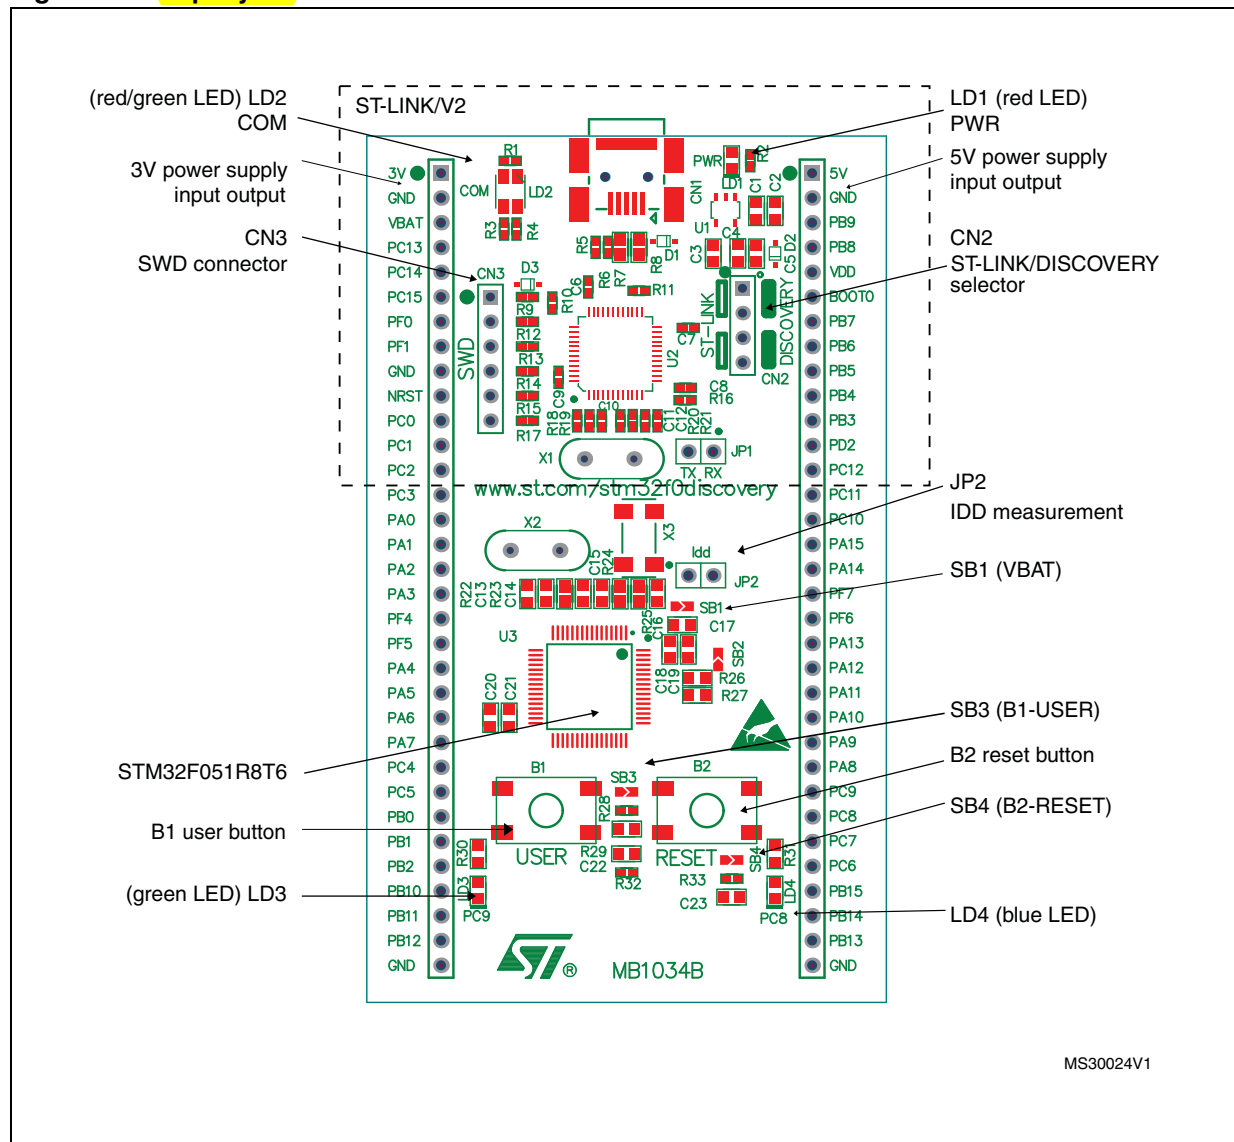 (red/green LED) LD2
COM
3V power supply
input output
CN3
SWD connector
STM32F051R8T6
B1 user button
(green LED) LD3
ST-LINK/V2
LD1 (red LED)
PWR
5V power supply
input output
CN2
ST-LINK/DISCOVERY
selector
JP2
IDD measurement
SB1 (VBAT)
SB3 (B1-USER)
B2 reset button
SB4 (B2-RESET)
LD4 (blue LED)
3V
GND
VBAT
PC13
PC14
PC15
PF0
PF1
GND
NRST
PC0
PC1
PC2
PC3
PA0
PA1
PA2
PA3
PF4
PF5
PA4
PA5
PA6
PA7
PC4
PC5
PB0
PB1
PB2
PB10
PB11
PB12
GND
5V
GND
PB9
PB8
VDD
BOOT0
PB7
PB6
PB5
PB4
PB3
PD2
PC12
PC11
PC10
PA15
PA14
PF7
PF6
PA13
PA12
PA11
PA10
PA9
PA8
PC9
PC8
PC7
PC6
PB15
PB14
PB13
GND
R1
COM
LD2
R3
R4
PWR
R2
LD1
CN1
C1
C2
U1
C4
C3
C5
D2
R5
R6
R7
R8
D1
CN3
D3
SWD
R9
R10
C6
R11
R12
R13
R14
R15
R17
C9
U2
C7
ST-LINK
DISCOVERY
CN2
C8
R16
R18
R19
C10
C11
C12
R20
R21
X1
TX
RX
JP1
www.st.com/stm32f0discovery
X2
X3
Idd
JP2
R22
C13
R23
C14
C15
R24
R25
C16
SB1
C17
SB2
C18
C19
R26
R27
U3
C20
C21
B1
USER
SB3
R28
R29
C22
R32
B2
RESET
SB4
R33
C23
R30
LD3
PC9
R31
LD4
PC8
ST
®
MB1034B
MS30024V1